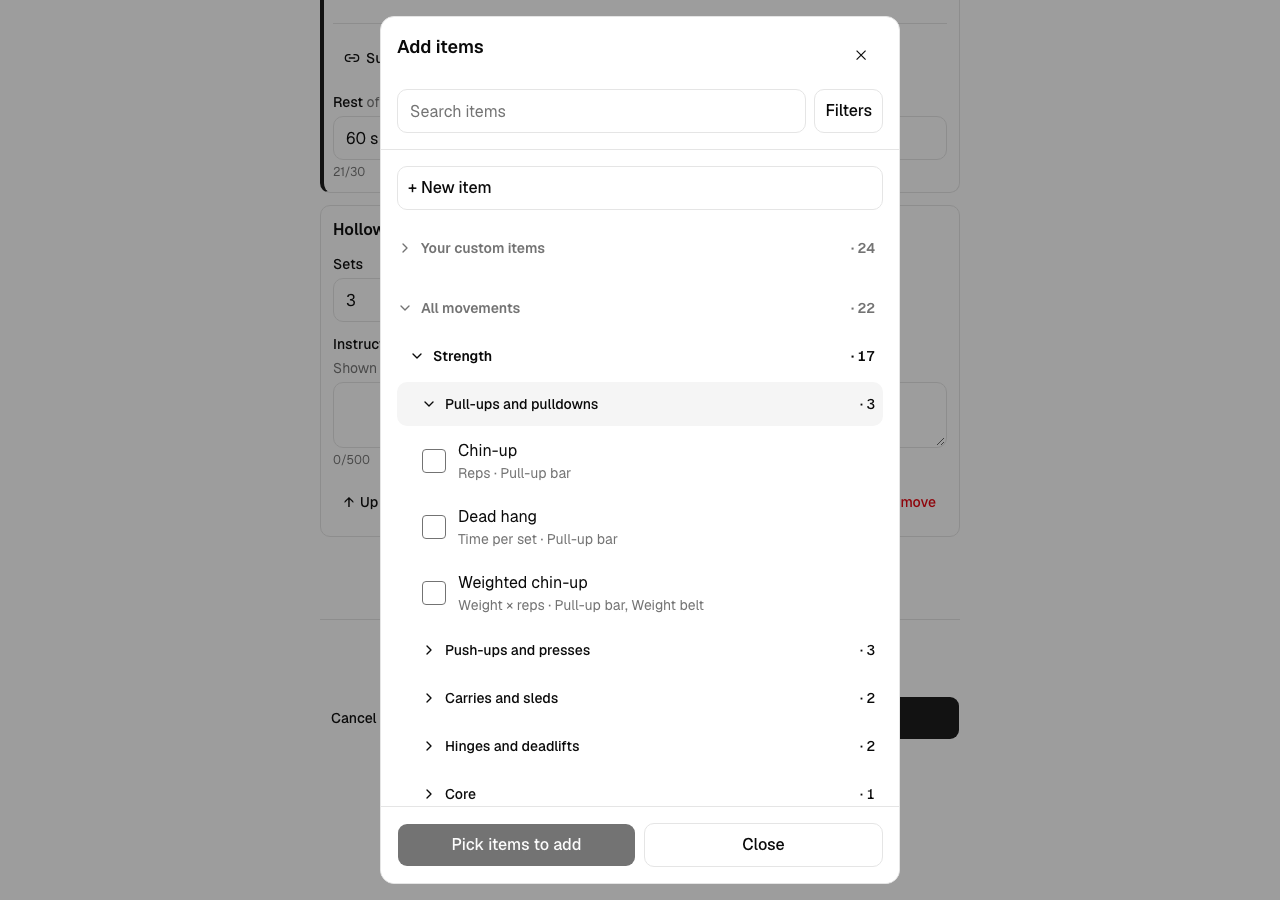 Add items
Su
Search items
Filters
Rest of
60 s
21/30
+ New item
Hollow
Your custom items · 24
Sets
3
All movements · 22
Instruc
Shown
Strength · 17
Pull-ups and pulldowns · 3
Chin-up
Reps · Pull-up bar
0/500
↑ Up
move
Dead hang
Time per set · Pull-up bar
Weighted chin-up
Weight × reps · Pull-up bar, Weight belt
Push-ups and presses · 3
Carries and sleds · 2
Cancel
Hinges and deadlifts · 2
Core · 1
Pick items to add
Close